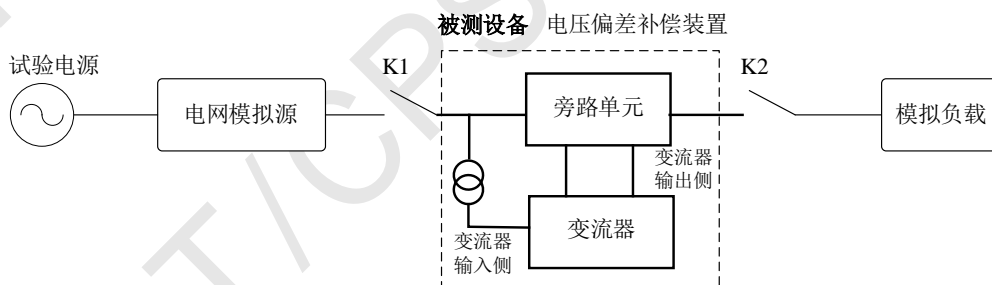 被测设备 电压偏差补偿装置
试验电源
K1
K2
电网模拟源
旁路单元
模拟负载
变流器
输出侧
变流器
变流器
输入侧
T/CPS